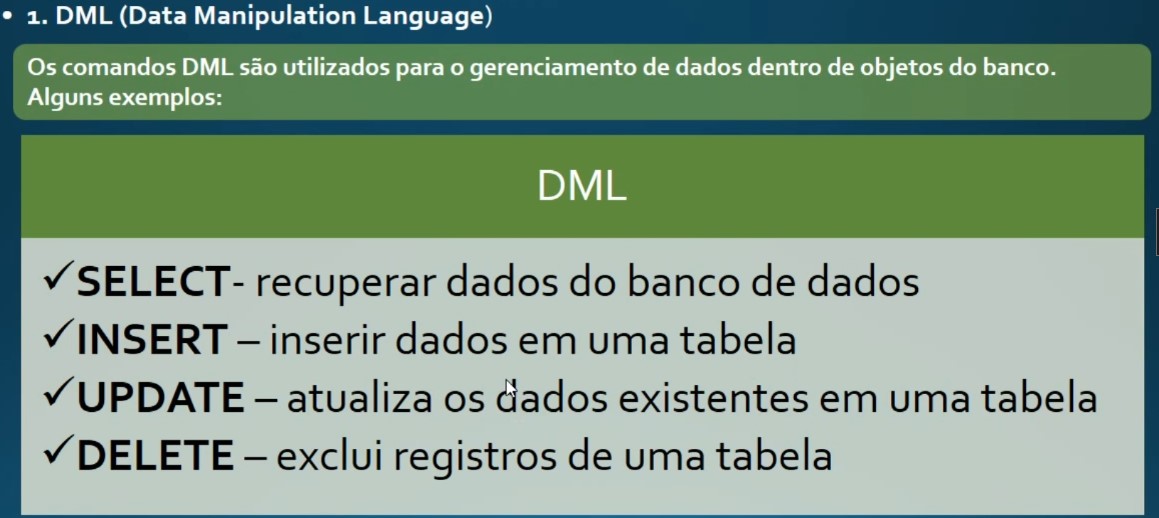 • 1. DML (Data Manipulation Language)
Os comandos DML são utilizados para o gerenciamento de dados dentro de objetos do banco.
Alguns exemplos:
DML
✓SELECT- recuperar dados do banco de dados
✓INSERT – inserir dados em uma tabela
✓UPDATE – atualiza os dados existentes em uma tabela
✓DELETE – exclui registros de uma tabela